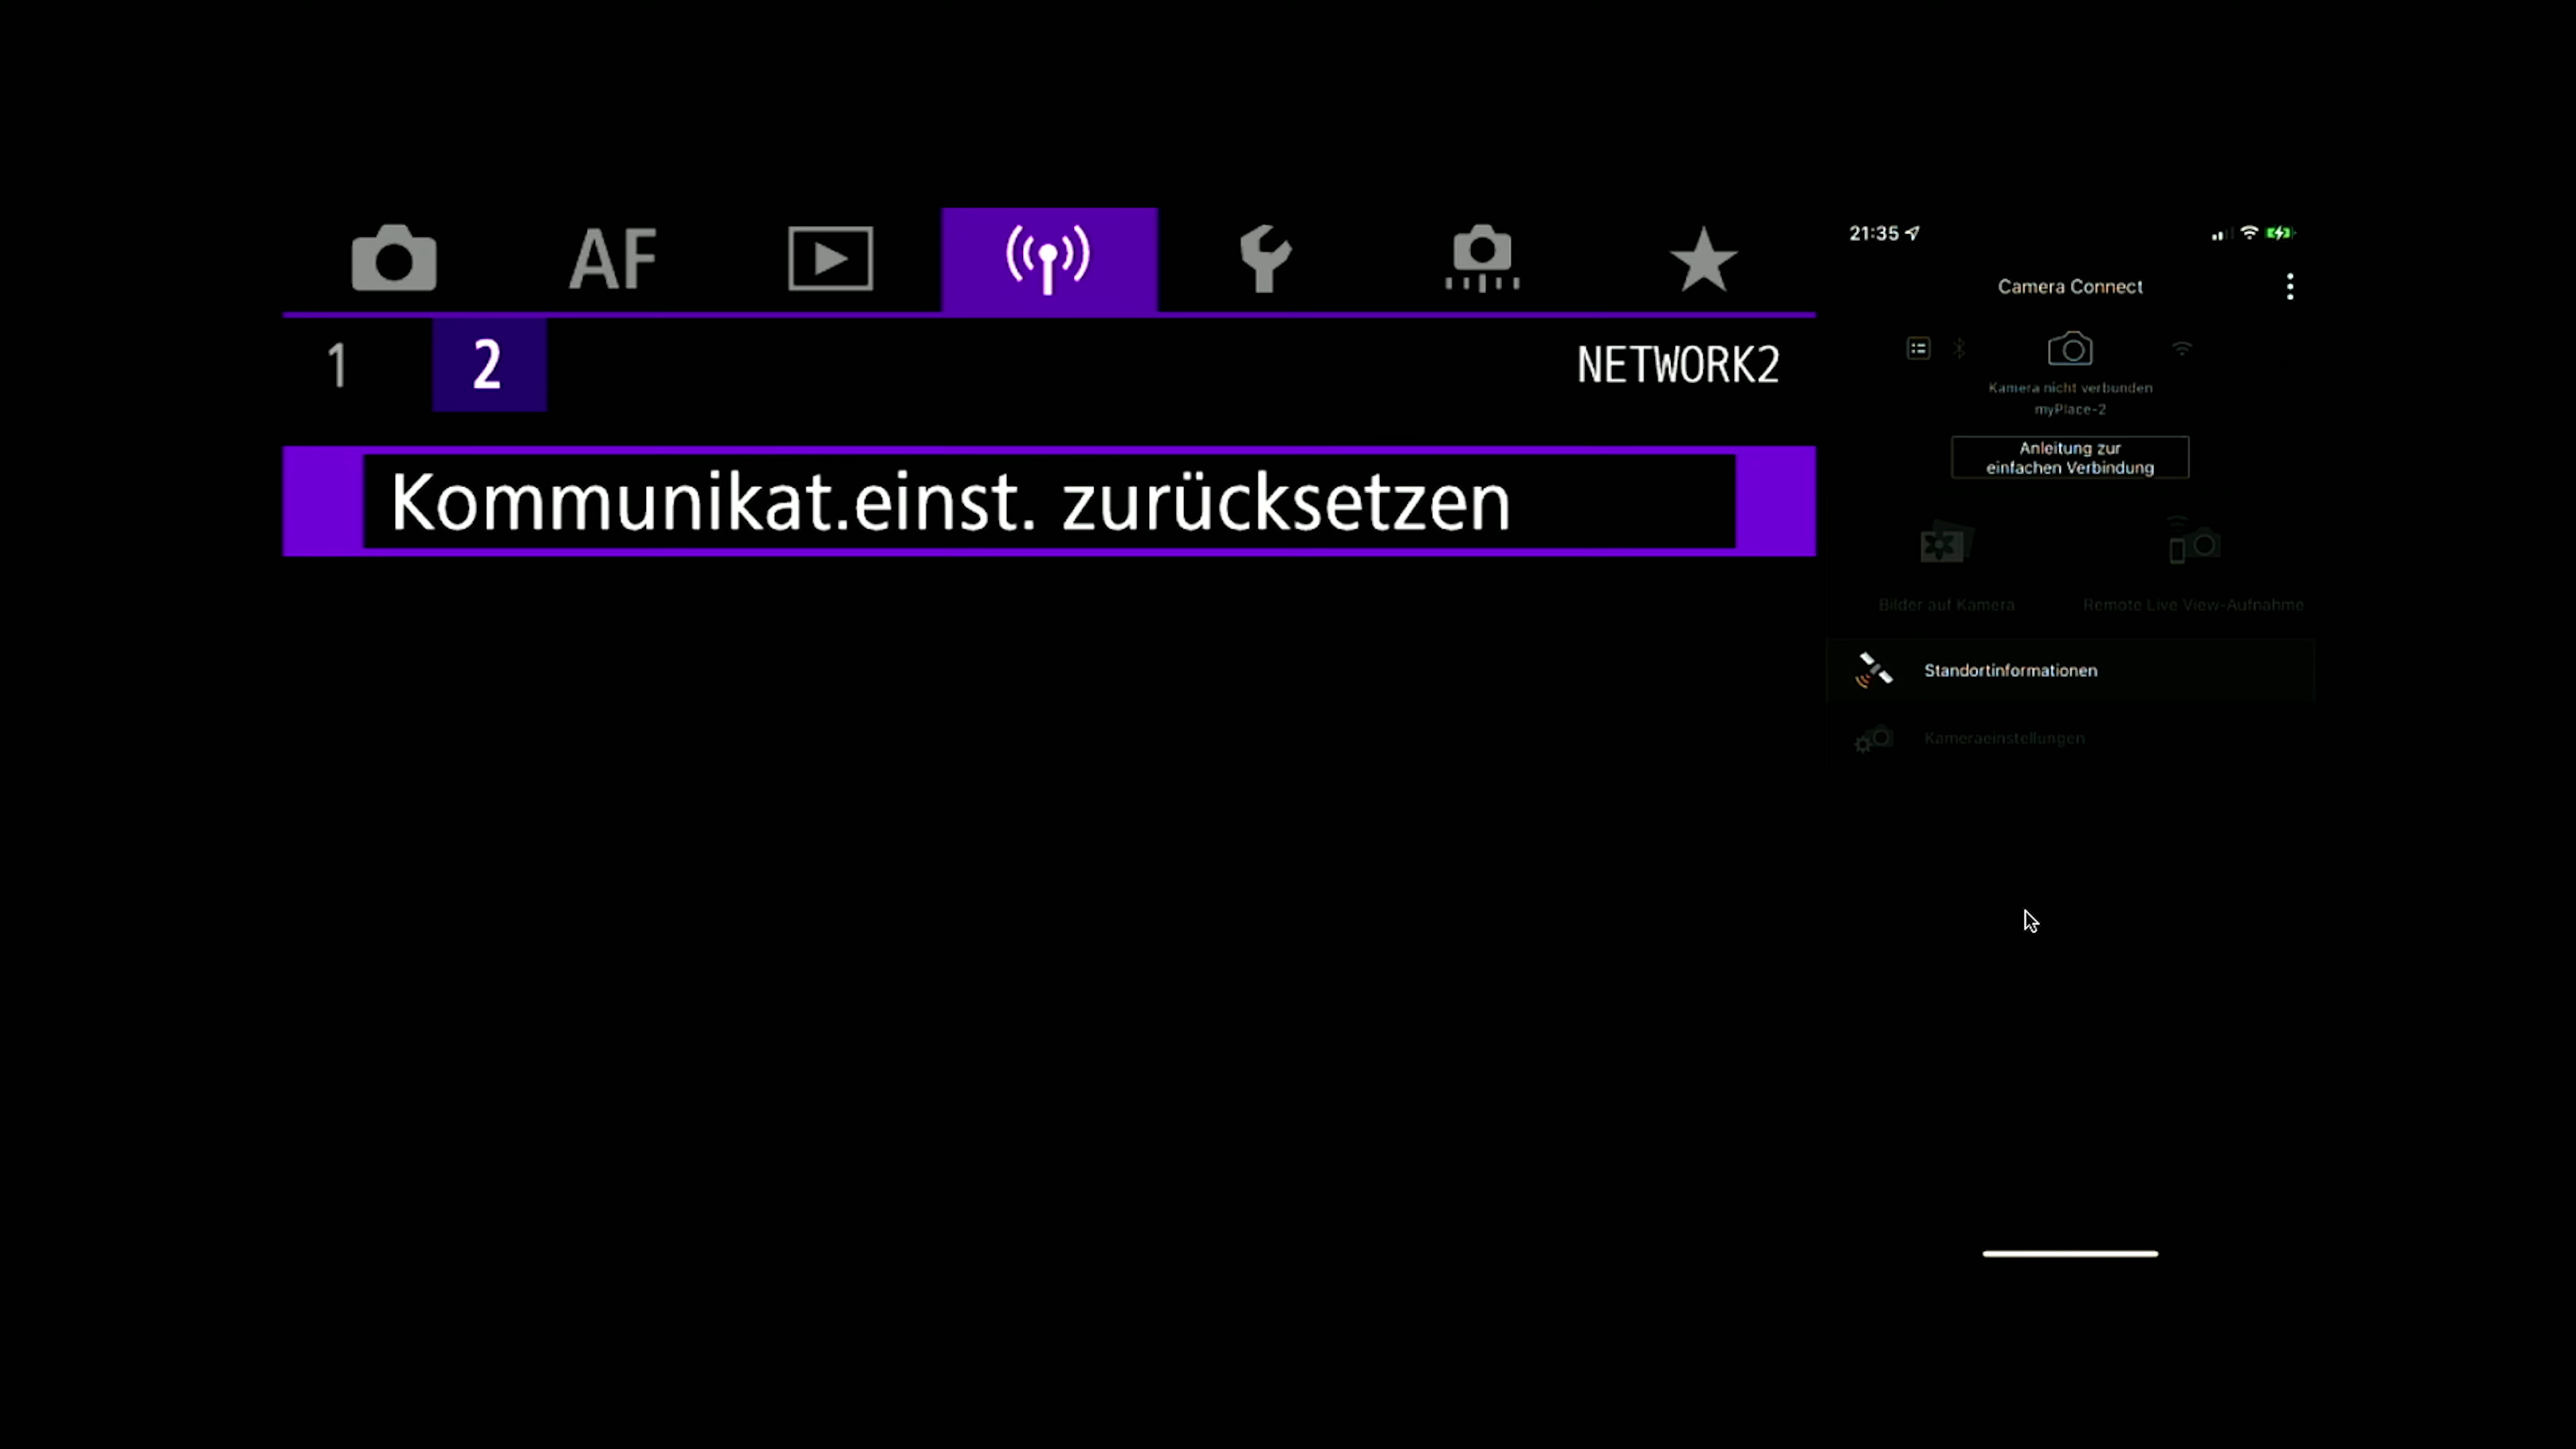 AF
1
2
NETWORK2
Kommunikat.einst. zurücksetzen
21:35
Camera Connect
Kamera nicht verbunden
myPlace-2
Anleitung zur
einfachen Verbindung
Bilder auf Kamera
Remote Live View-Aufnahme
Standortinformationen
Kameraeinstellungen